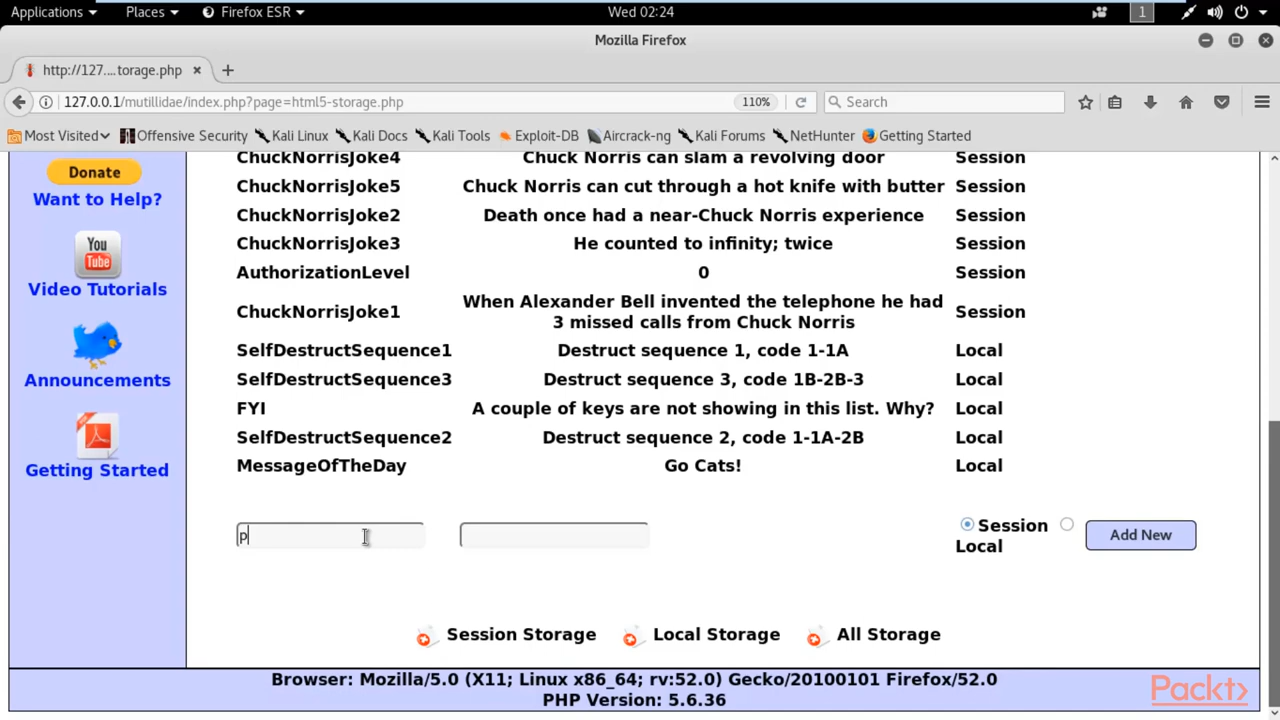 Applications Places Firefox ESR Wed 02:24 1
Mozilla Firefox
http://127....torage.php
127.0.0.1/mutillidae/index.php?page=html5-storage.php 110% Search
Most Visited Offensive Security Kali Linux Kali Docs Kali Tools Exploit-DB Aircrack-ng Kali Forums NetHunter Getting Started
Donate
Want to Help?
You
Tube
Video Tutorials
Announcements
Getting Started
ChuckNorrisJoke4 Chuck Norris can slam a revolving door Session
ChuckNorrisJoke5 Chuck Norris can cut through a hot knife with butter Session
ChuckNorrisJoke2 Death once had a near-Chuck Norris experience Session
ChuckNorrisJoke3 He counted to infinity; twice Session
AuthorizationLevel 0 Session
ChuckNorrisJoke1 When Alexander Bell invented the telephone he had
3 missed calls from Chuck Norris Session
SelfDestructSequence1 Destruct sequence 1, code 1-1A Local
SelfDestructSequence3 Destruct sequence 3, code 1B-2B-3 Local
FYI A couple of keys are not showing in this list. Why? Local
SelfDestructSequence2 Destruct sequence 2, code 1-1A-2B Local
MessageOfTheDay Go Cats! Local
p Session
Local Add New
Session Storage Local Storage All Storage
Browser: Mozilla/5.0 (X11; Linux x86_64; rv:52.0) Gecko/20100101 Firefox/52.0
PHP Version: 5.6.36
Packt>